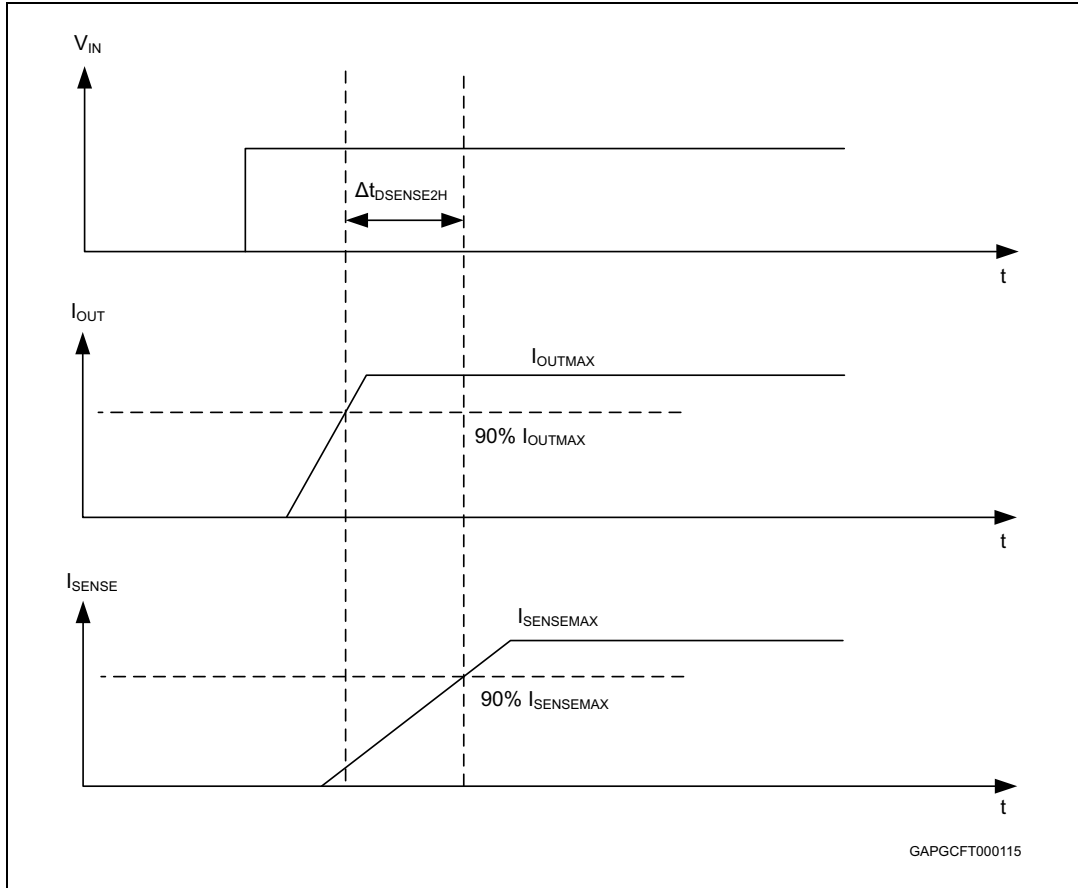 VIN
ΔtDSENSE2H
t
IOUT
IOUTMAX
90% IOUTMAX
t
ISENSE
ISENSEMAX
90% ISENSEMAX
t
GAPGCFT000115